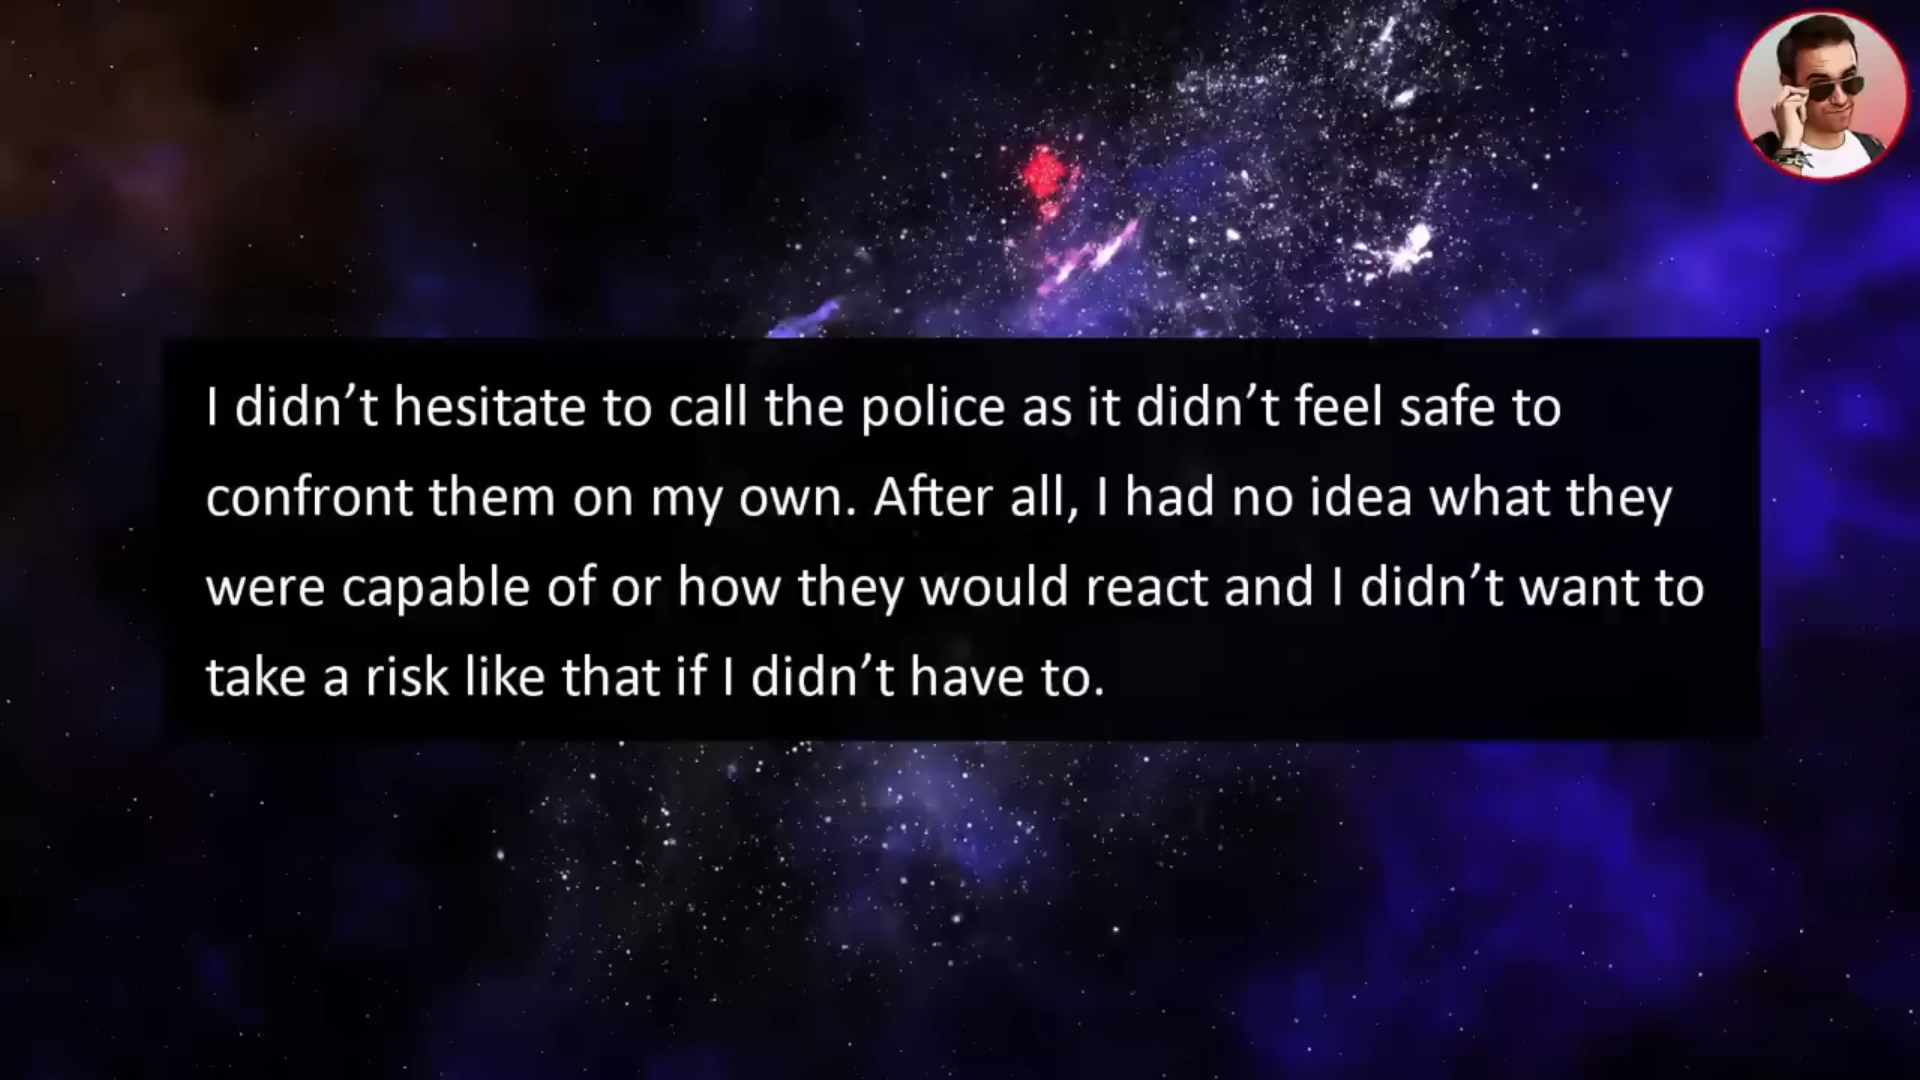 I didn’t hesitate to call the police as it didn’t feel safe to
confront them on my own. After all, I had no idea what they
were capable of or how they would react and I didn’t want to
take a risk like that if I didn’t have to.